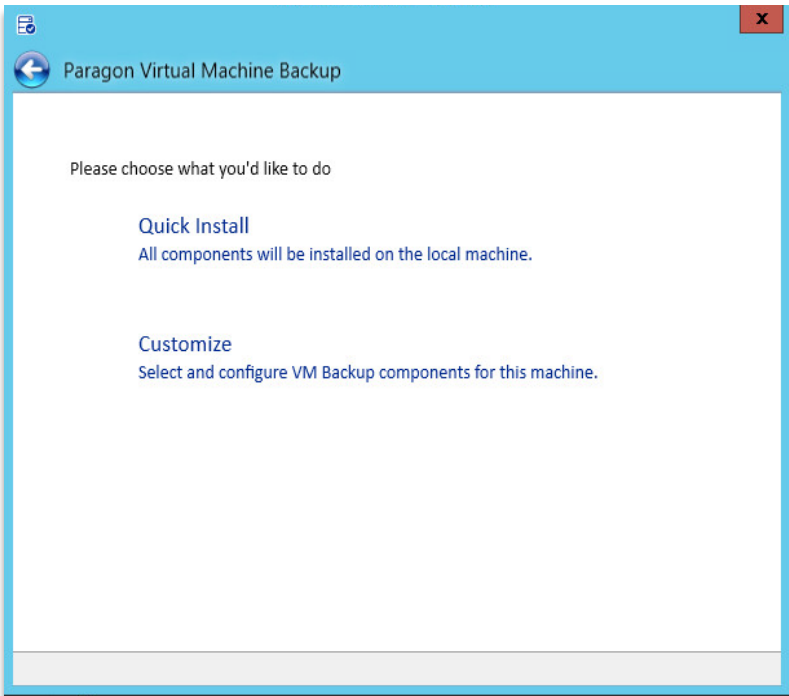 x
Paragon Virtual Machine Backup
Please choose what you'd like to do
Quick Install
All components will be installed on the local machine.
Customize
Select and configure VM Backup components for this machine.